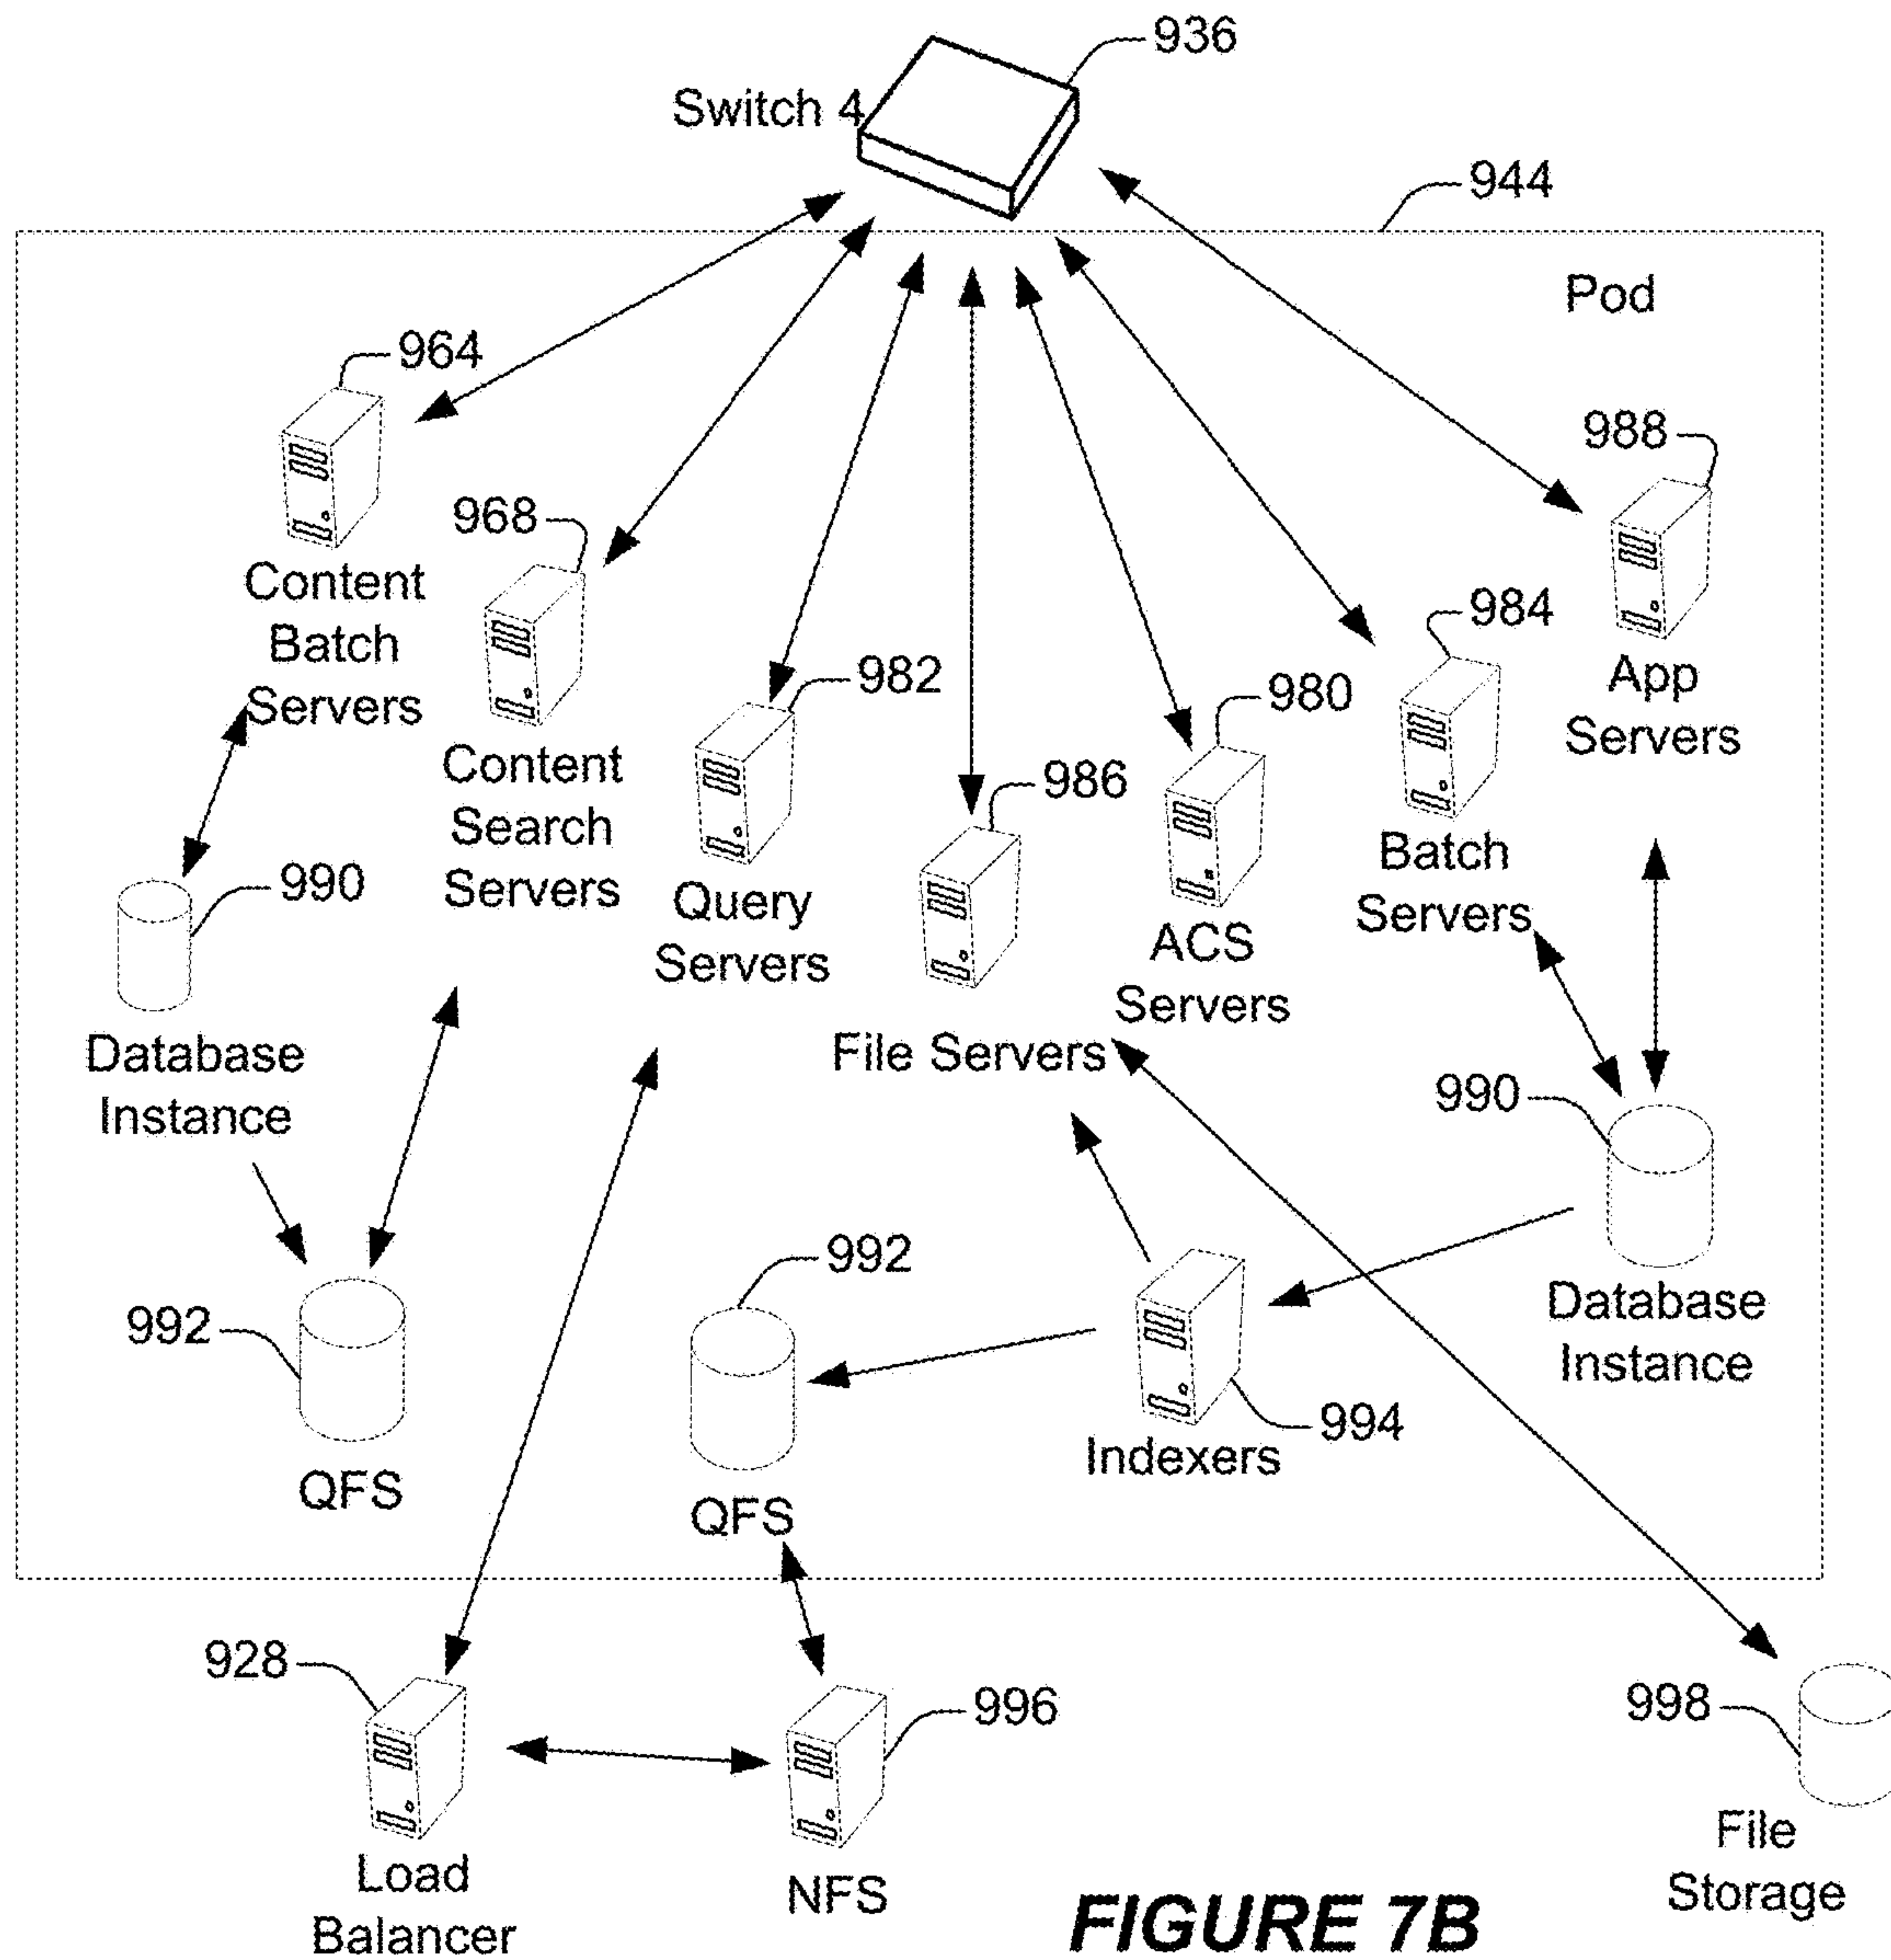 936
Switch 4
944
Pod
964
988
968
Content
Batch
Servers
984
982
980
App
Servers
Content
Search
Servers
986
990
Batch
Servers
Query
Servers
ACS
Servers
Database
Instance
File Servers
990
992
992
Database
Instance
994
Indexers
QFS
QFS
928
996
998
File
Storage
Load
Balancer
NFS
FIGURE 7B